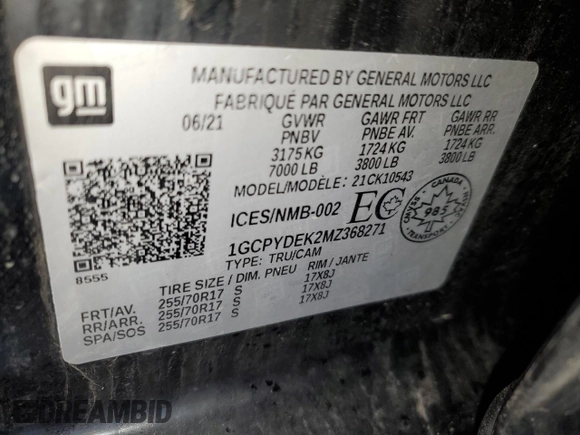 gm
MANUFACTURED BY GENERAL MOTORS LLC
FABRIQUÉ PAR GENERAL MOTORS LLC
06/21 GVWR GAWR FRT GAWR RR
PNBV PNBE AV. PNBE ARR.
3175 KG 1724 KG 1724 KG
7000 LB 3800 LB 3800 LB
MODEL/MODÈLE: 21CK10543
ICES/NMB-002 EC
CANADA
985
1GCPYDEK2MZ368271
TYPE: TRU/CAM
8555
TIRE SIZE / DIM. PNEU RIM / JANTE
FRT/AV. 255/70R17 S 17X8J
RR/ARR. 255/70R17 S 17X8J
SPA/SOS 255/70R17 S 17X8J
DREAMBID